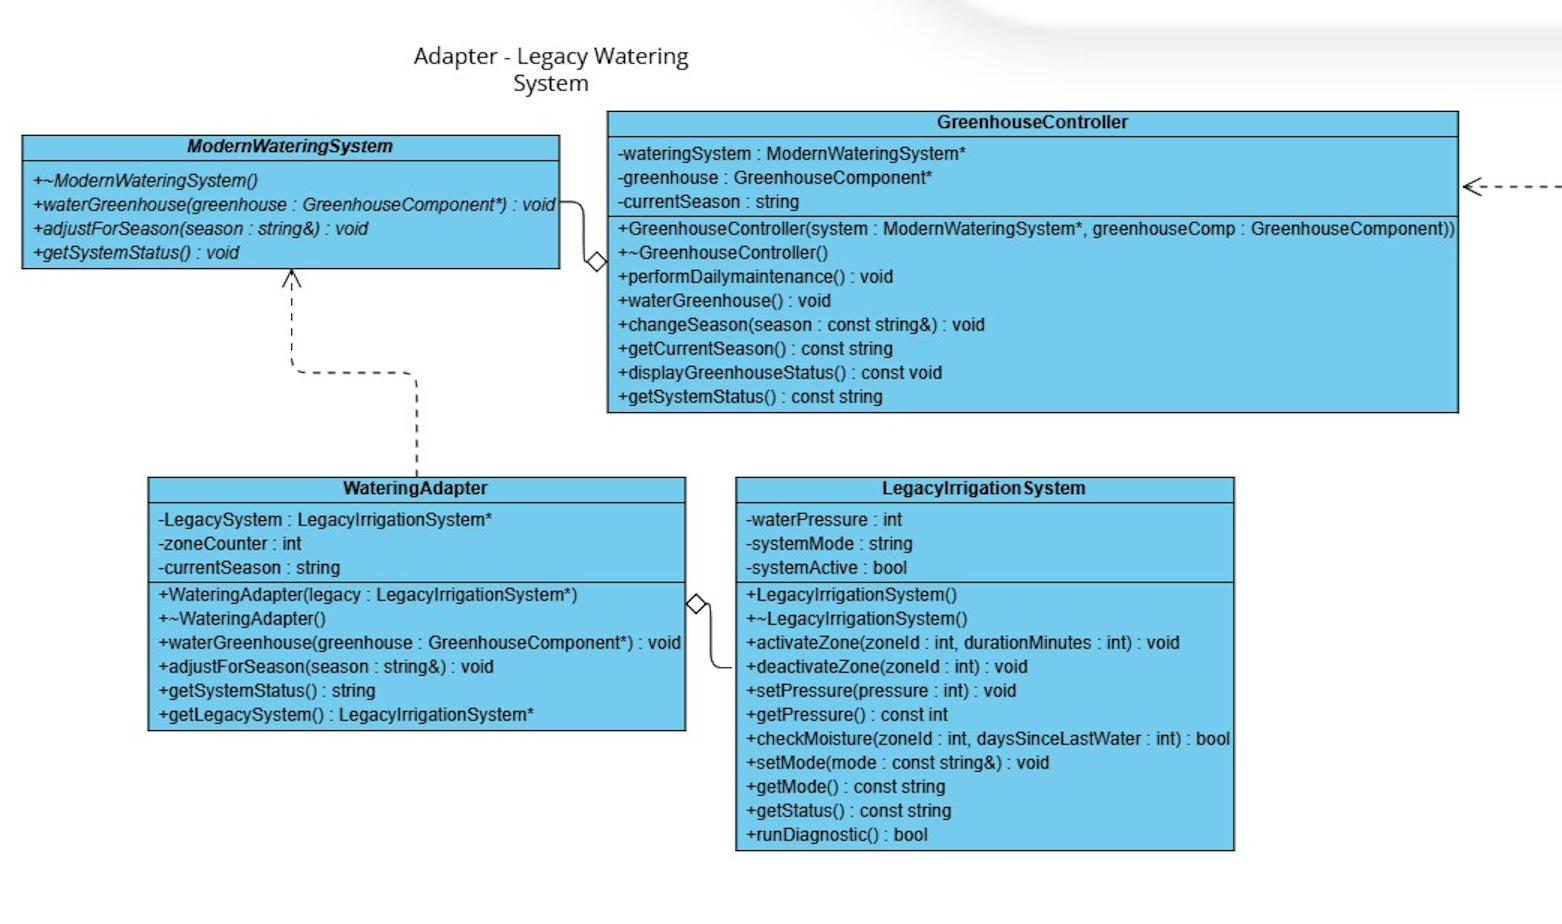 Adapter - Legacy Watering
System
ModernWateringSystem
+~ModernWateringSystem()
+waterGreenhouse(greenhouse : GreenhouseComponent*) : void
+adjustForSeason(season : string&) : void
+getSystemStatus() : void
GreenhouseController
-wateringSystem : ModernWateringSystem*
-greenhouse : GreenhouseComponent*
-currentSeason : string
+GreenhouseController(system : ModernWateringSystem*, greenhouseComp : GreenhouseComponent))
+~GreenhouseController()
+performDailymaintenance() : void
+waterGreenhouse() : void
+changeSeason(season : const string&) : void
+getCurrentSeason() : const string
+displayGreenhouseStatus() : const void
+getSystemStatus() : const string
WateringAdapter
-LegacySystem : LegacyIrrigationSystem*
-zoneCounter : int
-currentSeason : string
+WateringAdapter(legacy : LegacyIrrigationSystem*)
+~WateringAdapter()
+waterGreenhouse(greenhouse : GreenhouseComponent*) : void
+adjustForSeason(season : string&) : void
+getSystemStatus() : string
+getLegacySystem() : LegacyIrrigationSystem*
LegacyIrrigationSystem
-waterPressure : int
-systemMode : string
-systemActive : bool
+LegacyIrrigationSystem()
+~LegacyIrrigationSystem()
+activateZone(zoneId : int, durationMinutes : int) : void
+deactivateZone(zoneId : int) : void
+setPressure(pressure : int) : void
+getPressure() : const int
+checkMoisture(zoneId : int, daysSinceLastWater : int) : bool
+setMode(mode : const string&) : void
+getMode() : const string
+getStatus() : const string
+runDiagnostic() : bool